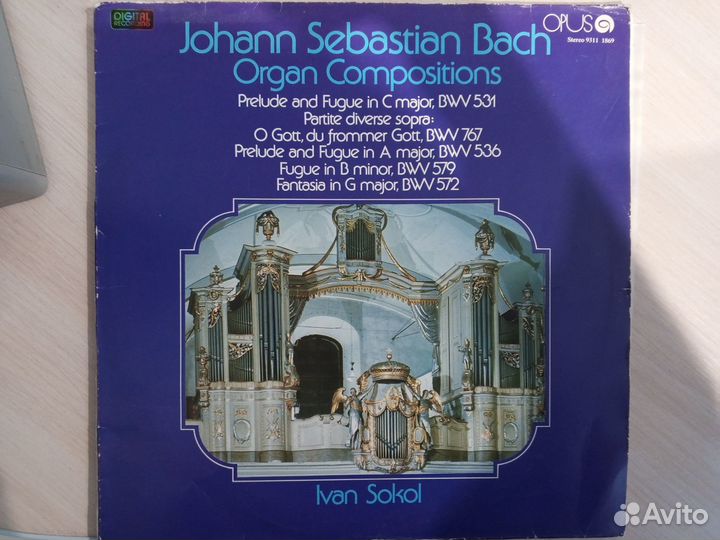 DIGITAL
RECORDING
OPUS
Stereo 9311 1869
Johann Sebastian Bach
Organ Compositions
Prelude and Fugue in C major, BWV 531
Partite diverse sopra:
O Gott, du frommer Gott, BWV 767
Prelude and Fugue in A major, BWV 536
Fugue in B minor, BWV 579
Fantasia in G major, BWV 572
Ivan Sokol
Avito